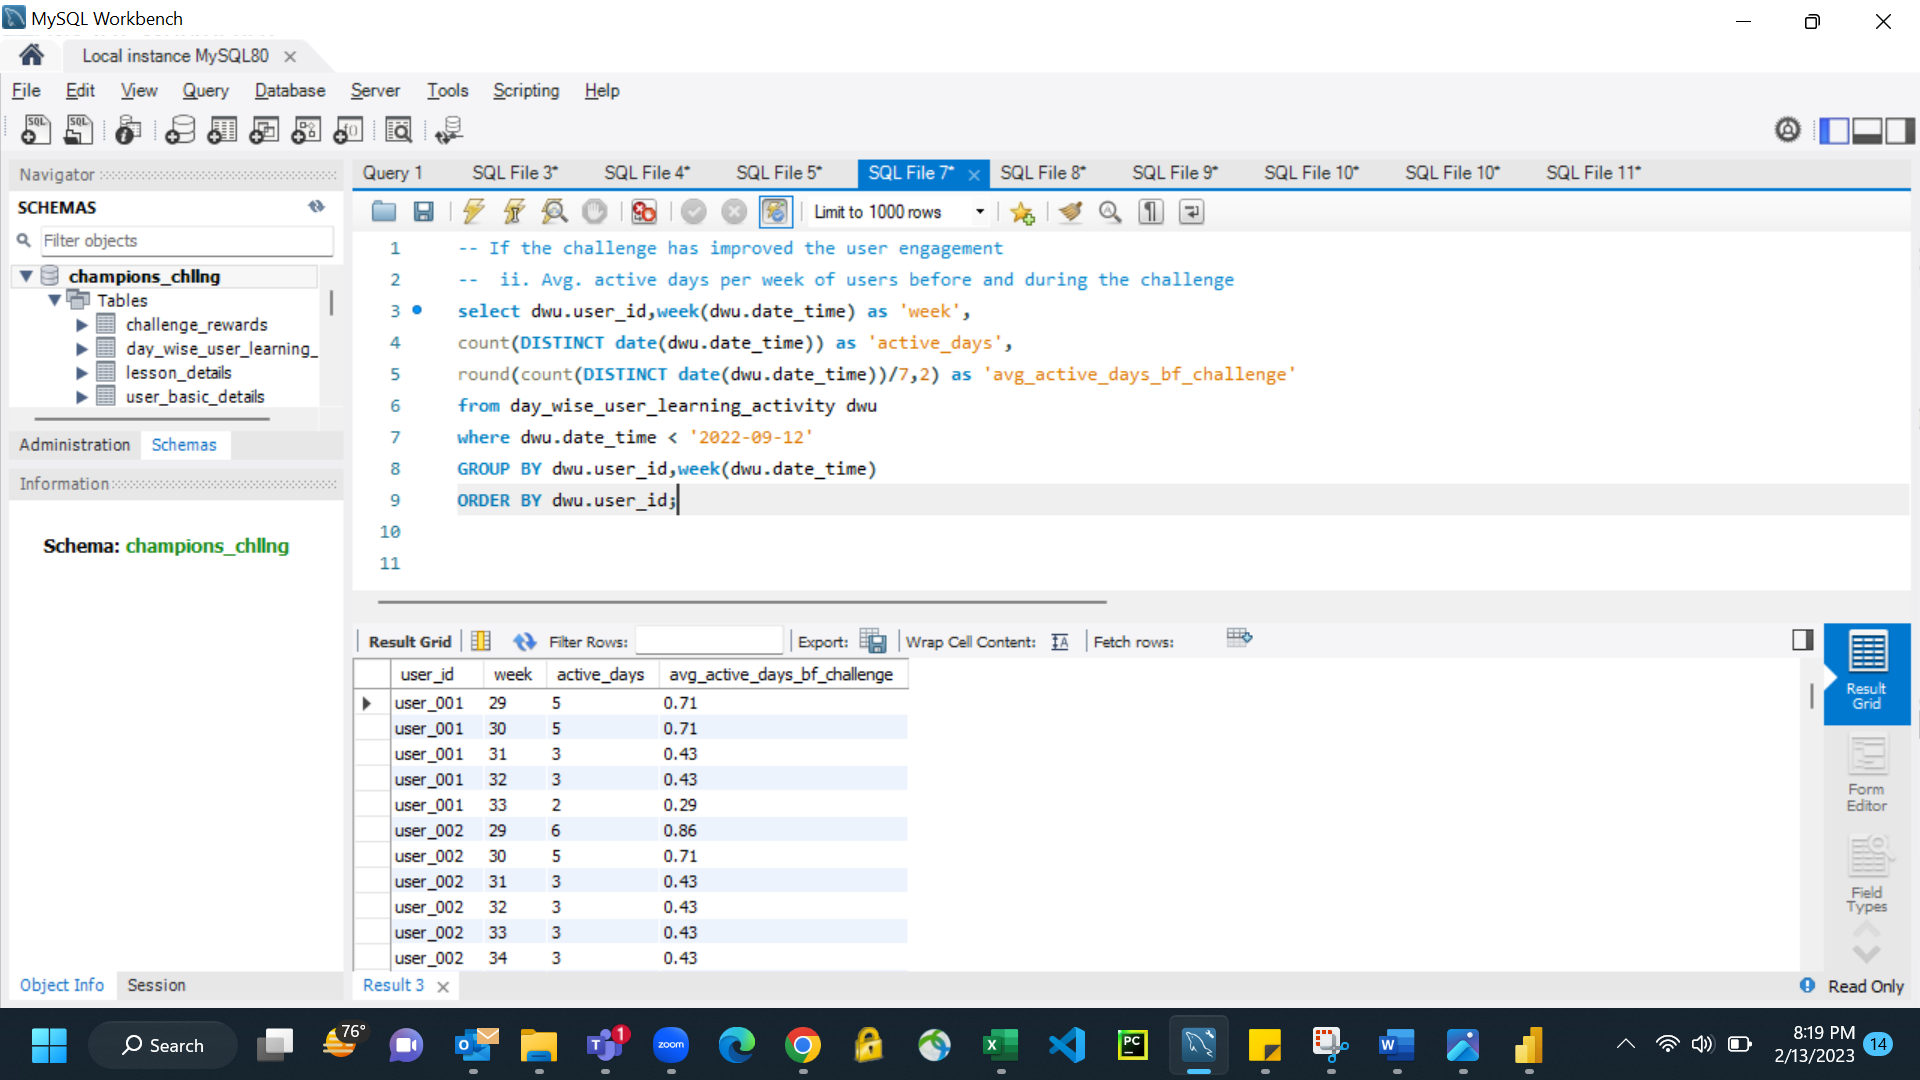 MySQL Workbench
Local instance MySQL80
File Edit View Query Database Server Tools Scripting Help
Navigator
SCHEMAS
Filter objects
champions_chllng
Tables
challenge_rewards
day_wise_user_learning_
lesson_details
user_basic_details
Administration Schemas
Information
Schema: champions_chllng
Object Info Session
Query 1 SQL File 3* SQL File 4* SQL File 5* SQL File 7* SQL File 8* SQL File 9* SQL File 10* SQL File 10* SQL File 11*
Limit to 1000 rows
1 -- If the challenge has improved the user engagement
2 --  ii. Avg. active days per week of users before and during the challenge
3 select dwu.user_id,week(dwu.date_time) as 'week',
4 count(DISTINCT date(dwu.date_time)) as 'active_days',
5 round(count(DISTINCT date(dwu.date_time))/7,2) as 'avg_active_days_bf_challenge'
6 from day_wise_user_learning_activity dwu
7 where dwu.date_time < '2022-09-12'
8 GROUP BY dwu.user_id,week(dwu.date_time)
9 ORDER BY dwu.user_id;
10
11
Result Grid Filter Rows: Export: Wrap Cell Content: Fetch rows:
user_id week active_days avg_active_days_bf_challenge
user_001 29 5 0.71
user_001 30 5 0.71
user_001 31 3 0.43
user_001 32 3 0.43
user_001 33 2 0.29
user_002 29 6 0.86
user_002 30 5 0.71
user_002 31 3 0.43
user_002 32 3 0.43
user_002 33 3 0.43
user_002 34 3 0.43
Result Grid
Form Editor
Field Types
Result 3
Read Only
Search
76°
1
zoom
PC
8:19 PM
2/13/2023
14